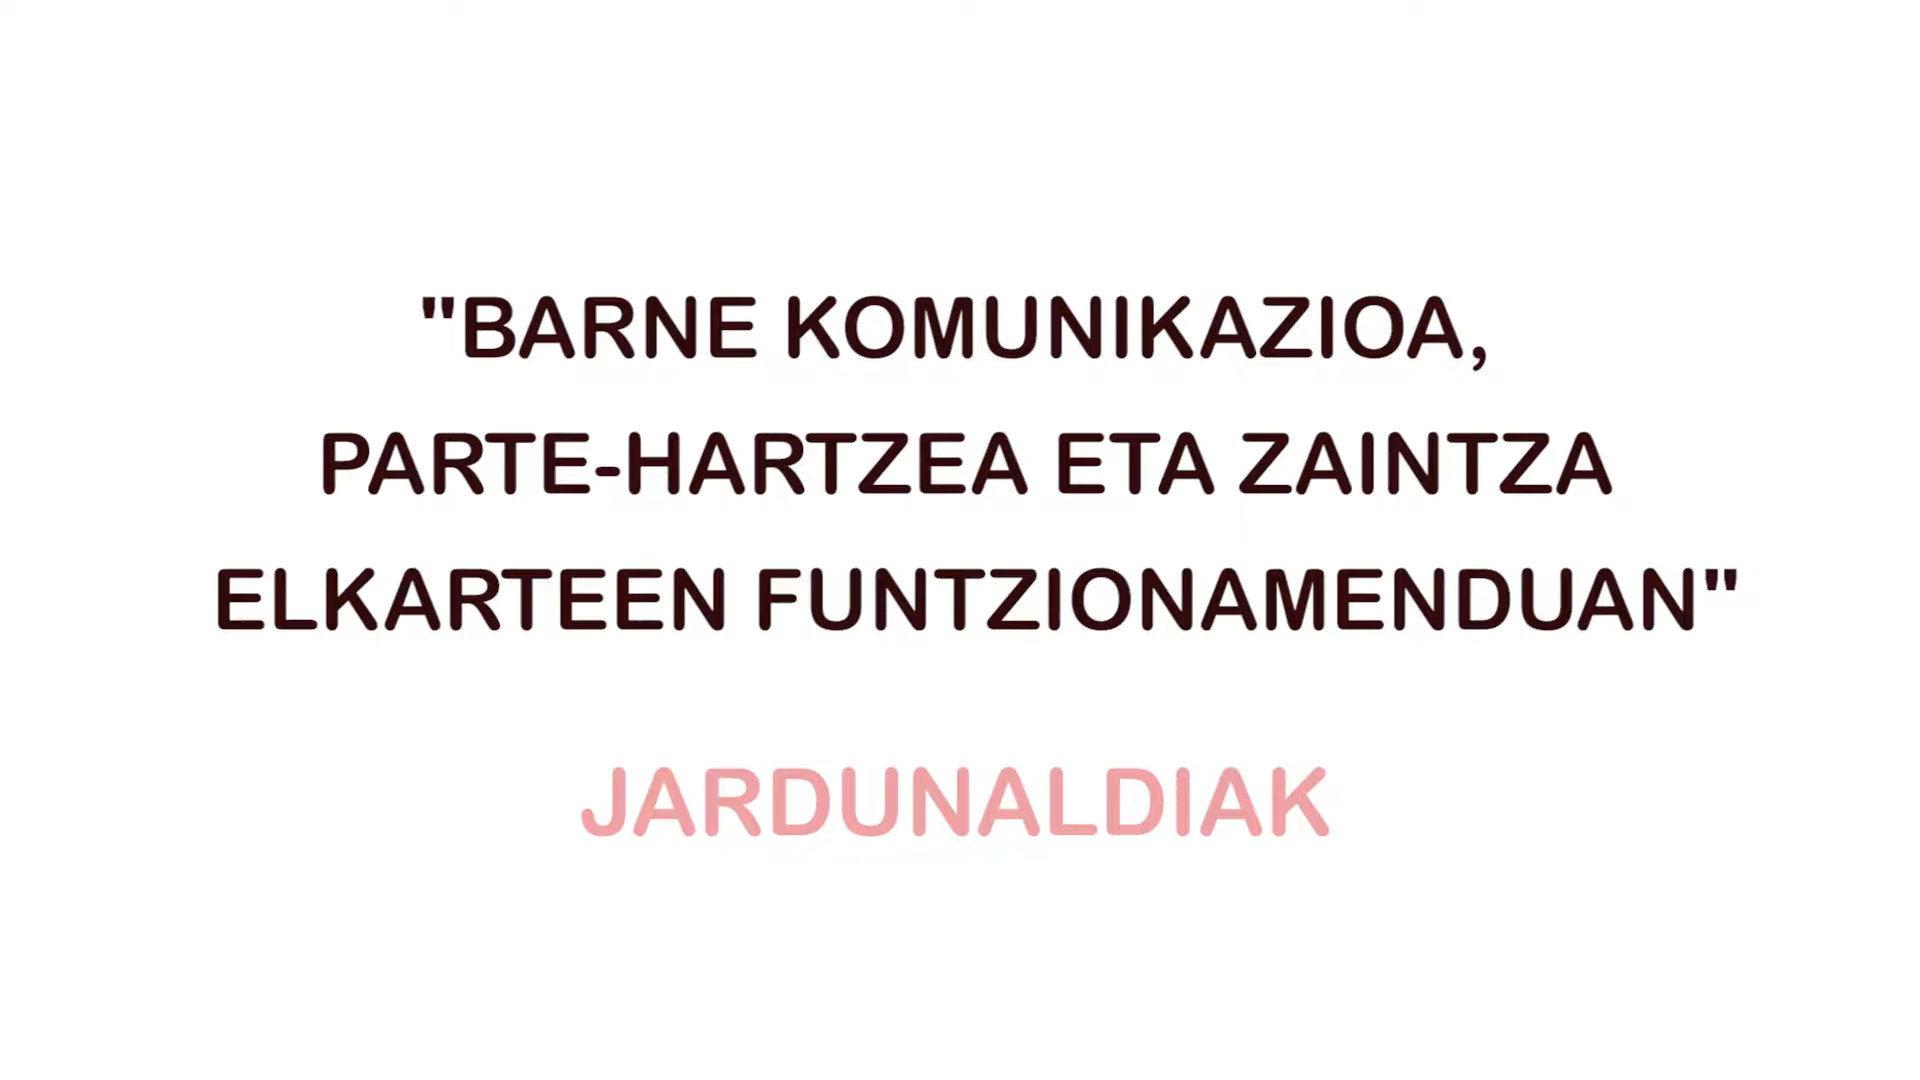 "BARNE KOMUNIKAZIOA,
PARTE-HARTZEA ETA ZAINTZA
ELKARTEEN FUNTZIONAMENDUAN"
JARDUNALDIAK